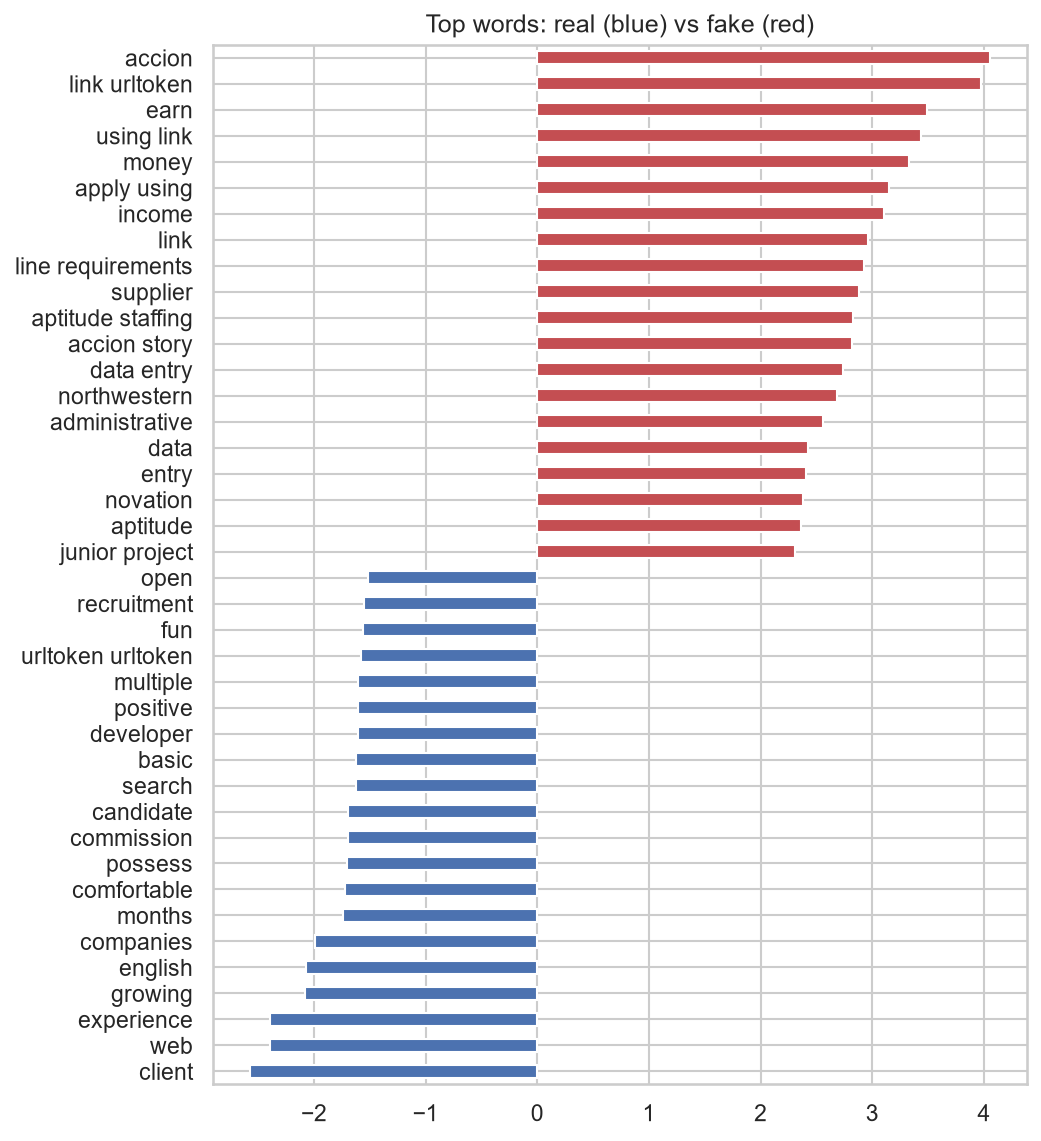 Top words: real (blue) vs fake (red)
accion
link urltoken
earn
using link
money
apply using
income
link
line requirements
supplier
aptitude staffing
accion story
data entry
northwestern
administrative
data
entry
novation
aptitude
junior project
open
recruitment
fun
urltoken urltoken
multiple
positive
developer
basic
search
candidate
commission
possess
comfortable
months
companies
english
growing
experience
web
client
−2 −1 0 1 2 3 4